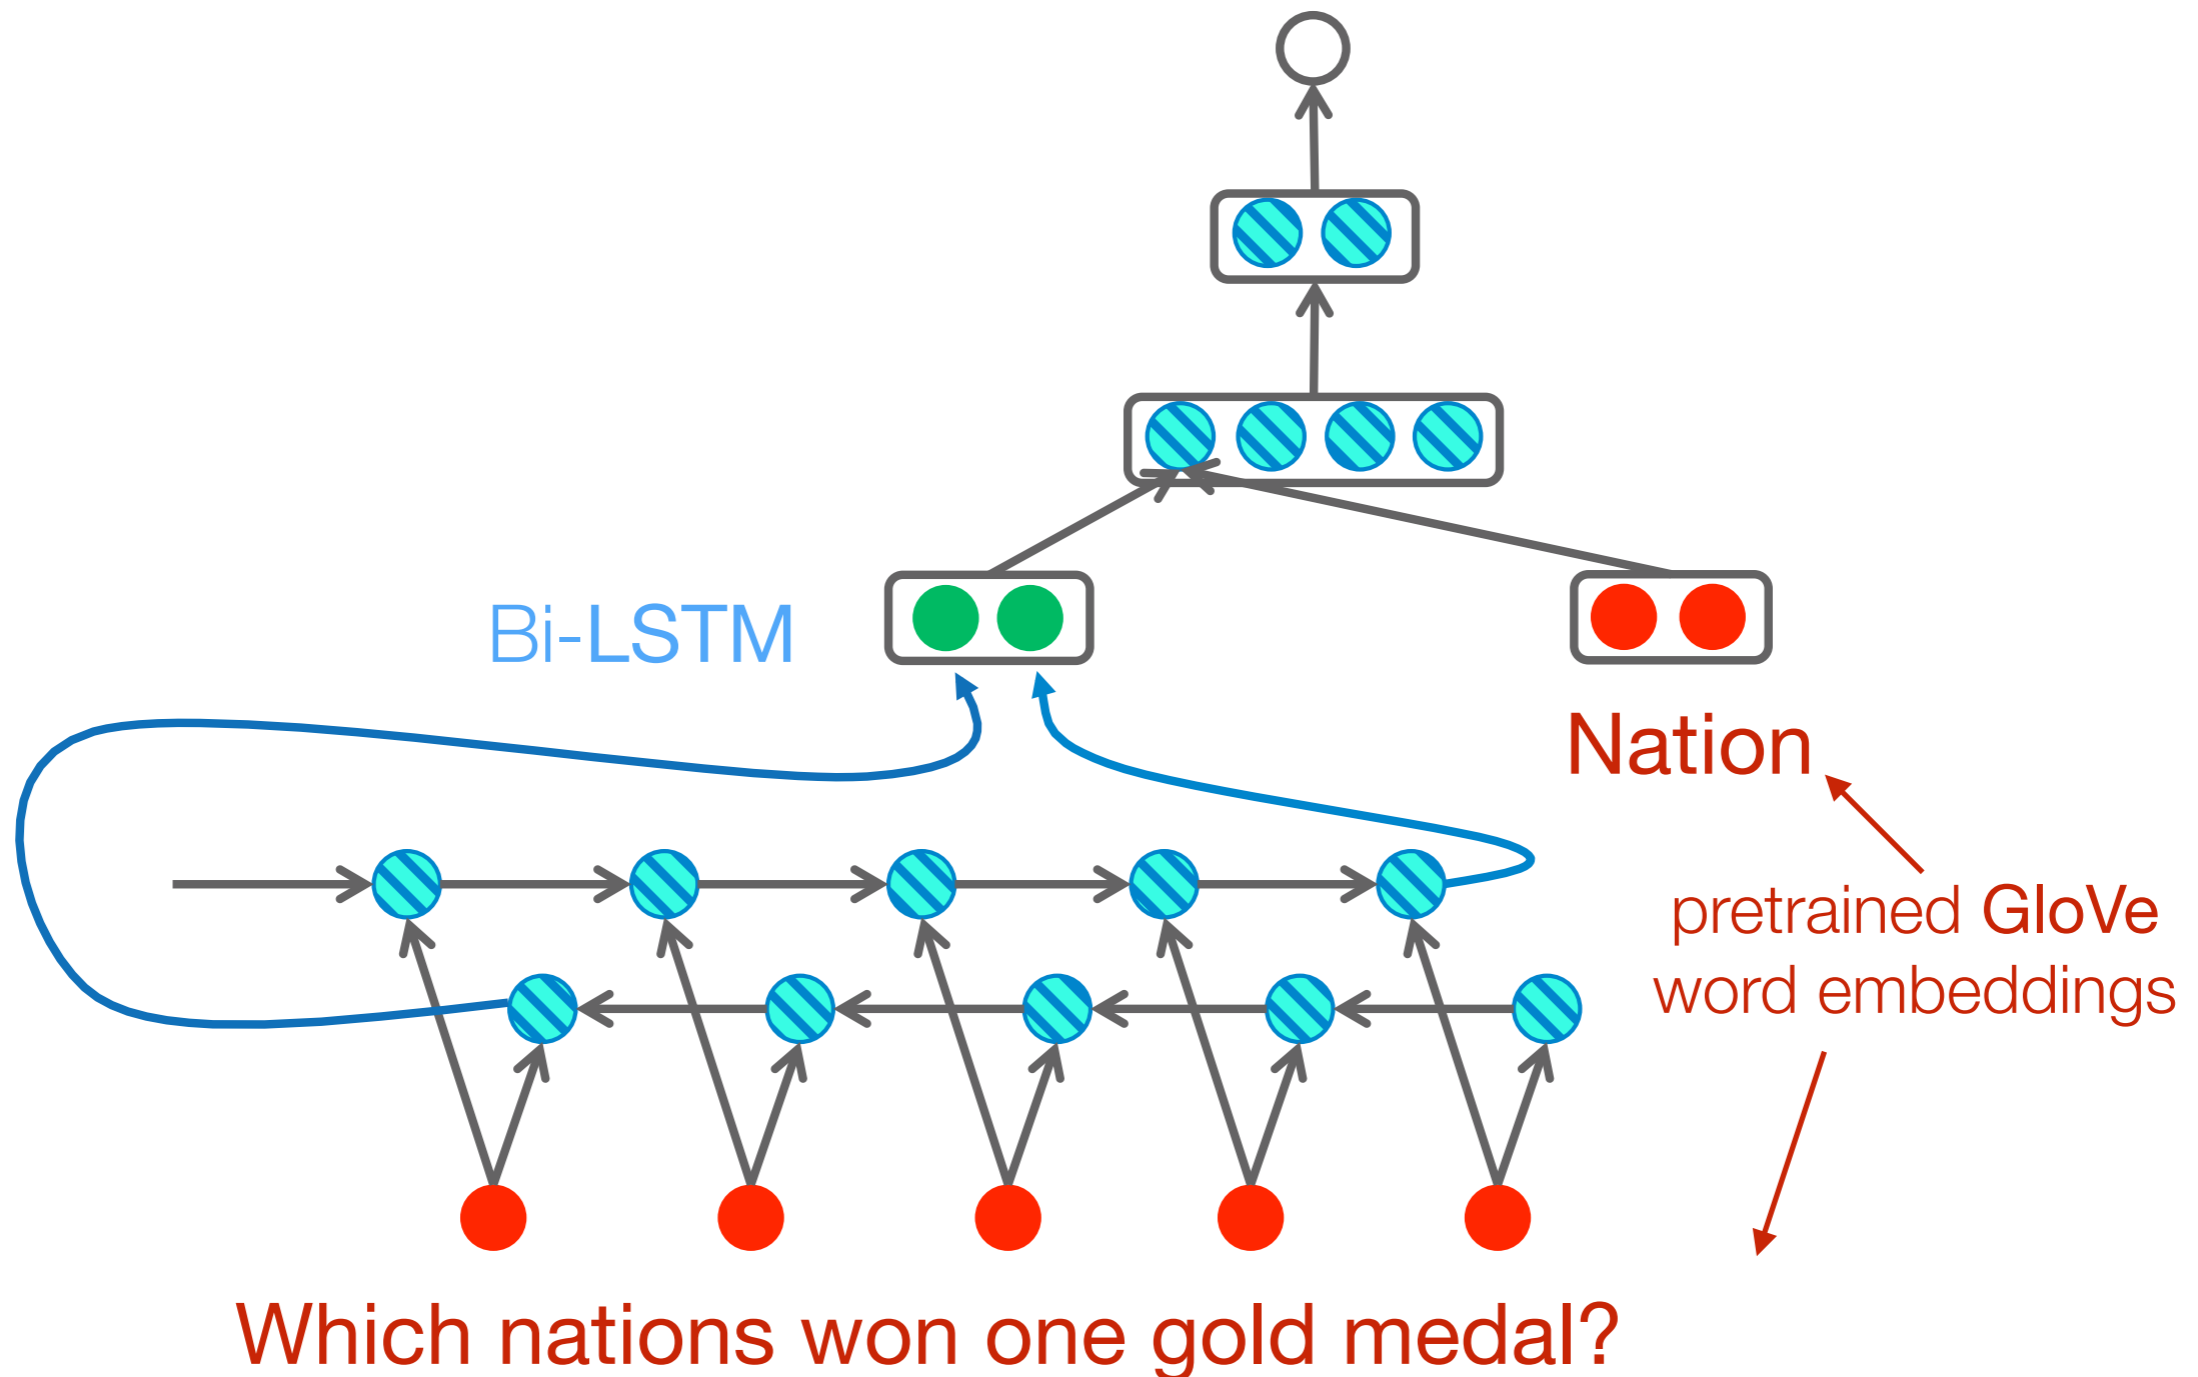 Bi-LSTM
Nation
pretrained GloVe
word embeddings
Which nations won one gold medal?